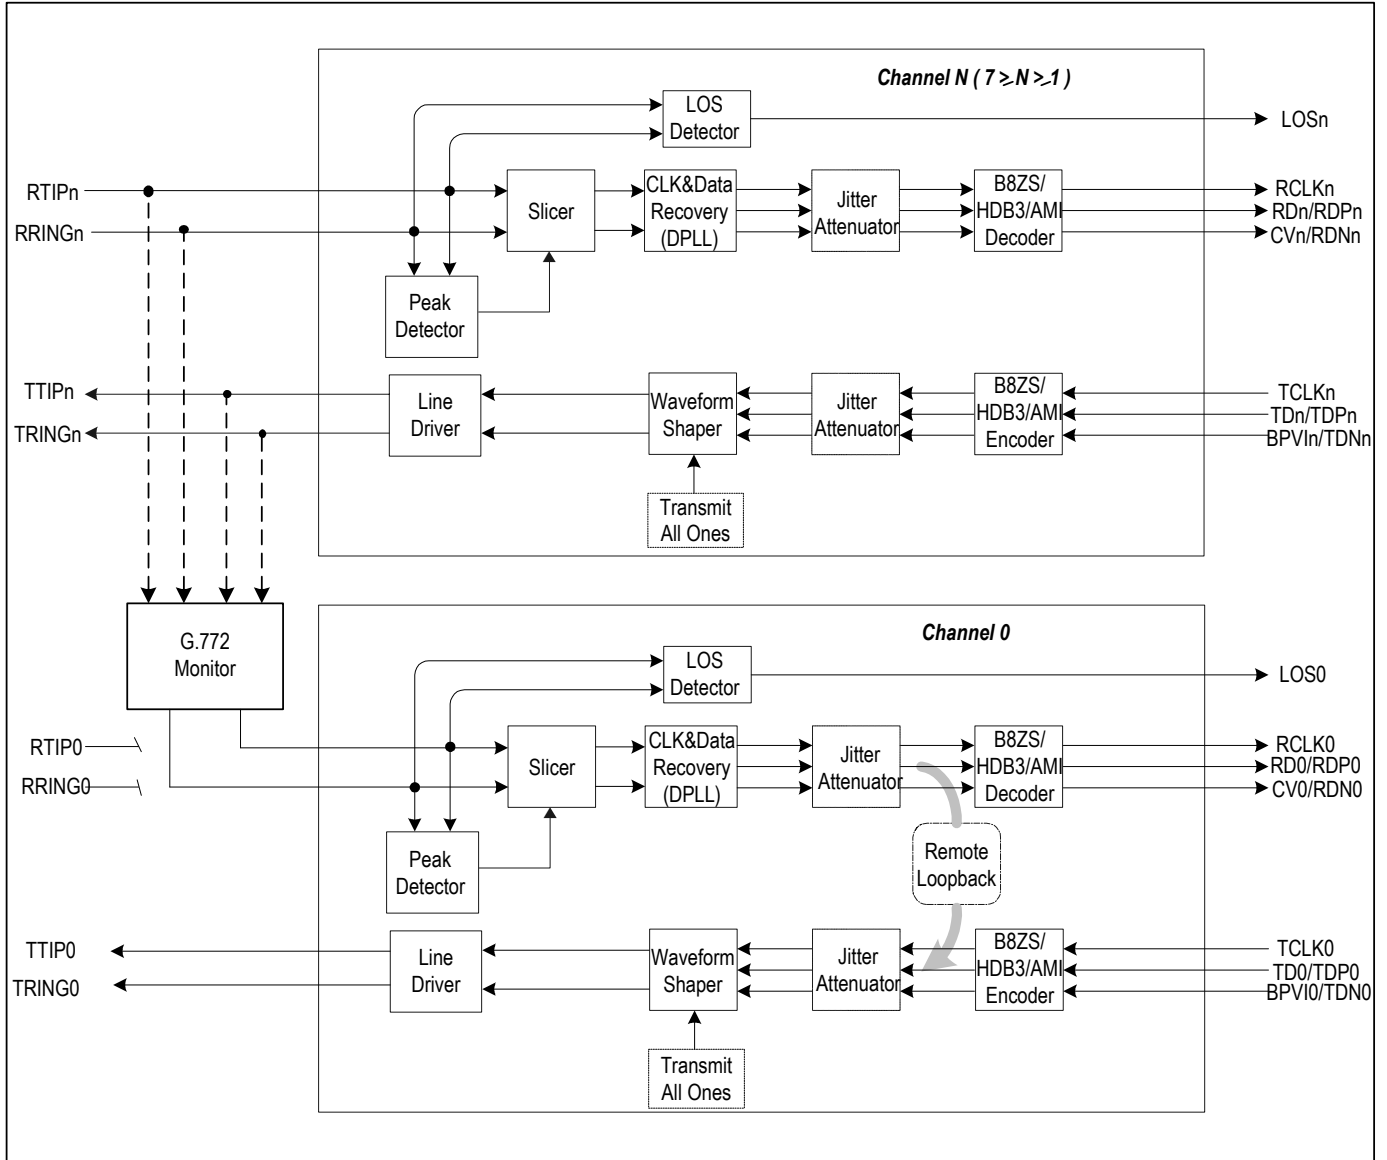 Channel N ( 7 ≥ N ≥ 1 )
LOS
Detector
LOSn
RTIPn
RRINGn
Slicer
CLK&Data
Recovery
(DPLL)
Jitter
Attenuator
B8ZS/
HDB3/AMI
Decoder
RCLKn
RDn/RDPn
CVn/RDNn
Peak
Detector
TTIPn
TRINGn
Line
Driver
Waveform
Shaper
Jitter
Attenuator
B8ZS/
HDB3/AMI
Encoder
TCLKn
TDn/TDPn
BPVIn/TDNn
Transmit
All Ones
G.772
Monitor
Channel 0
LOS
Detector
LOS0
RTIP0
RRING0
Slicer
CLK&Data
Recovery
(DPLL)
Jitter
Attenuator
B8ZS/
HDB3/AMI
Decoder
RCLK0
RD0/RDP0
CV0/RDN0
Peak
Detector
Remote
Loopback
TTIP0
TRING0
Line
Driver
Waveform
Shaper
Jitter
Attenuator
B8ZS/
HDB3/AMI
Encoder
TCLK0
TD0/TDP0
BPVI0/TDN0
Transmit
All Ones